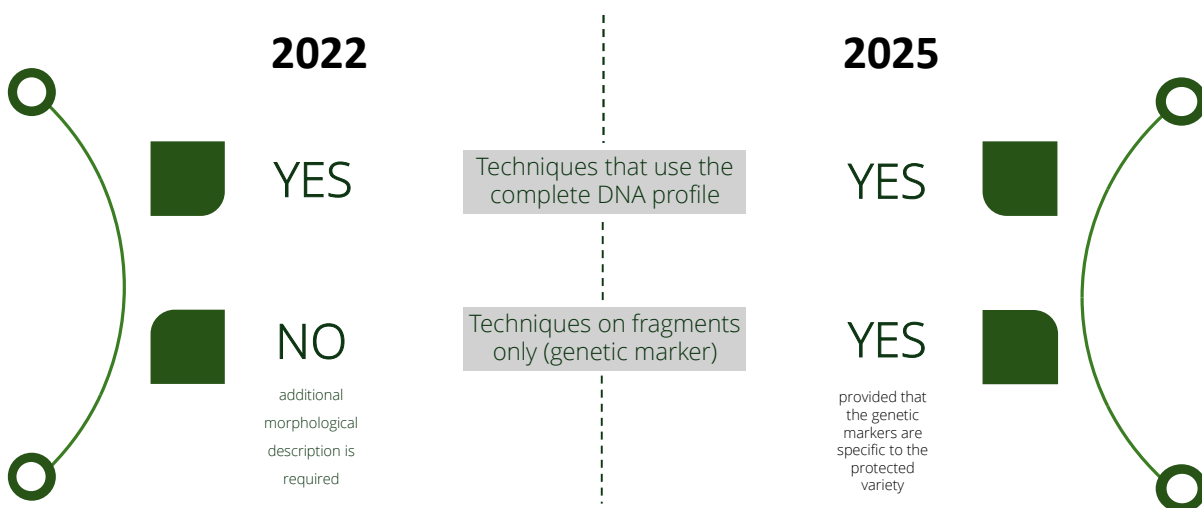 2022
2025
YES
Techniques that use the
complete DNA profile
YES
NO
additional
morphological
description is
required
Techniques on fragments
only (genetic marker)
YES
provided that
the genetic
markers are
specific to the
protected
variety